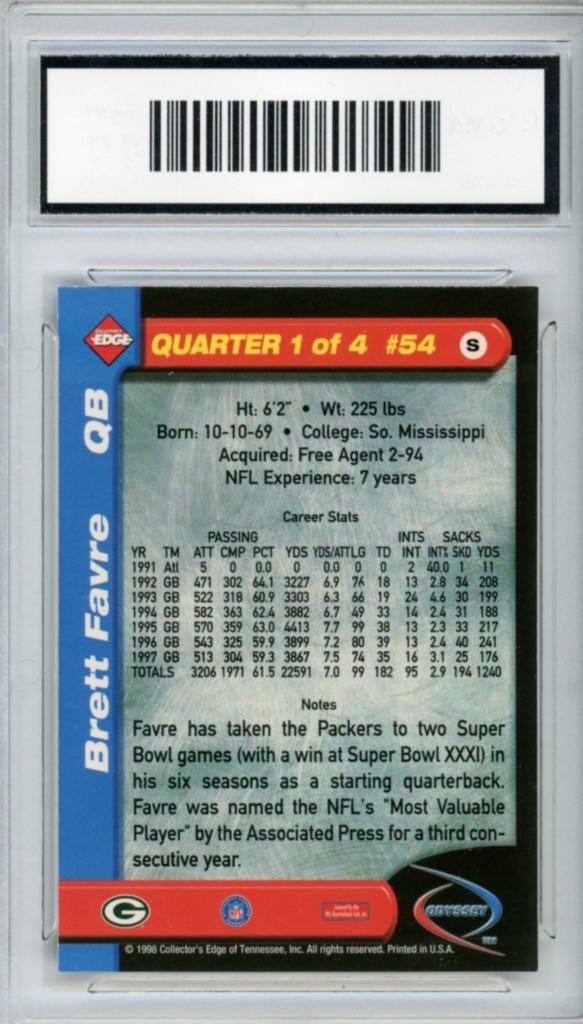 COLLECTOR'S
EDGE
QUARTER 1 of 4 #54 S
Brett Favre QB
Ht: 6'2" • Wt: 225 lbs
Born: 10-10-69 • College: So. Mississippi
Acquired: Free Agent 2-94
NFL Experience: 7 years
Career Stats
PASSING INTS SACKS
YR TM ATT CMP PCT YDS YDS/ATT LG TD INT INT% SKD YDS
1991 Atl 5 0 0.0 0 0.0 0 0 2 40.0 1 11
1992 GB 471 302 64.1 3227 6.9 76 18 13 2.8 34 208
1993 GB 522 318 60.9 3303 6.3 66 19 24 4.6 30 199
1994 GB 582 363 62.4 3882 6.7 49 33 14 2.4 31 188
1995 GB 570 359 63.0 4413 7.7 99 38 13 2.3 33 217
1996 GB 543 325 59.9 3899 7.2 80 39 13 2.4 40 241
1997 GB 513 304 59.3 3867 7.5 74 35 16 3.1 25 176
TOTALS 3206 1971 61.5 22591 7.0 99 182 95 2.9 194 1240
Notes
Favre has taken the Packers to two Super
Bowl games (with a win at Super Bowl XXXI) in
his six seasons as a starting quarterback.
Favre was named the NFL's "Most Valuable
Player" by the Associated Press for a third con-
secutive year.
G
NFL
ODYSSEY
TM
© 1998 Collector's Edge of Tennessee, Inc. All rights reserved. Printed in U.S.A.